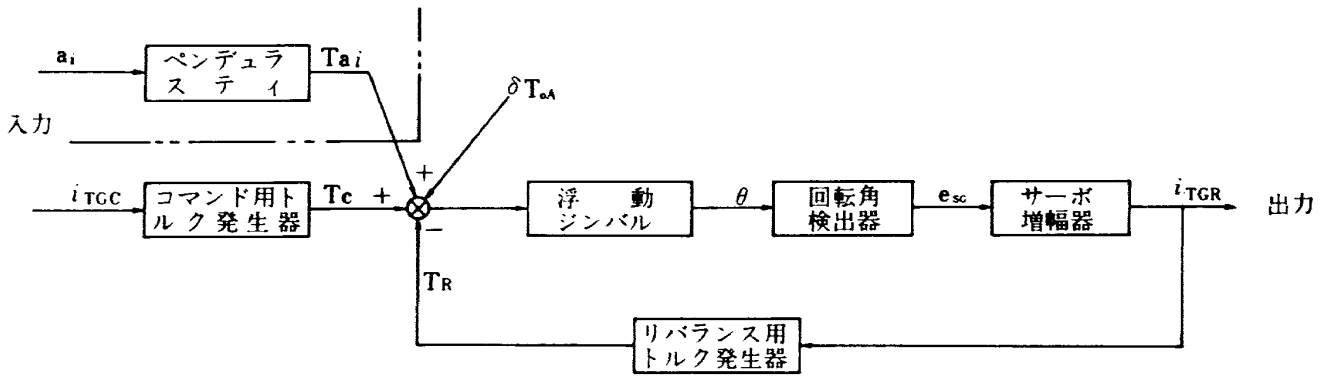 ai
ペンデュラ
スティ
Tai
δToA
入力
+
iTGC
コマンド用ト
ルク発生器
Tc
+
−
浮動
ジンバル
θ
回転角
検出器
esG
サーボ
増幅器
iTGR
出力
TR
リバランス用
トルク発生器